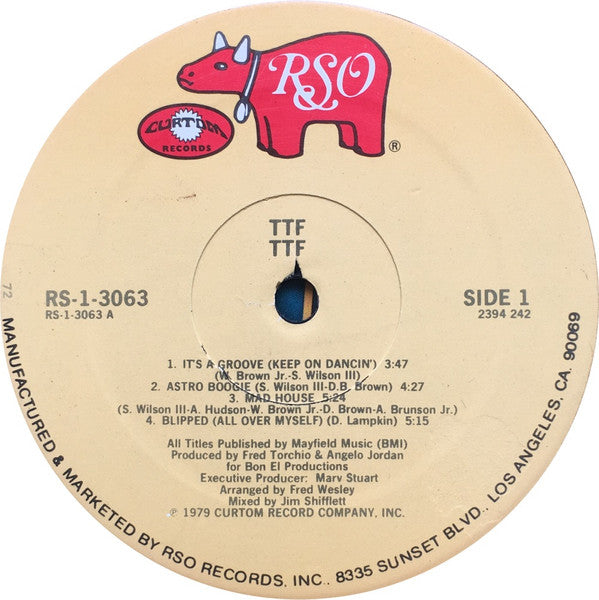 RSO
CURTOM
RECORDS
®
TTF
TTF
RS-1-3063
RS-1-3063 A
SIDE 1
2394 242
1. IT'S A GROOVE (KEEP ON DANCIN') 3:47
(W. Brown Jr.-S. Wilson III)
2. ASTRO BOOGIE (S. Wilson III-D.B. Brown) 4:27
3. MAD HOUSE 5:24
(S. Wilson III-A. Hudson-W. Brown Jr.-D. Brown-A. Brunson Jr.)
4. BLIPPED (ALL OVER MYSELF) (D. Lampkin) 5:15
All Titles Published by Mayfield Music (BMI)
Produced by Fred Torchio & Angelo Jordan
for Bon El Productions
Executive Producer: Marv Stuart
Arranged by Fred Wesley
Mixed by Jim Shifflett
℗ 1979 CURTOM RECORD COMPANY, INC.
72
MANUFACTURED & MARKETED BY RSO RECORDS, INC., 8335 SUNSET BLVD., LOS ANGELES, CA. 90069